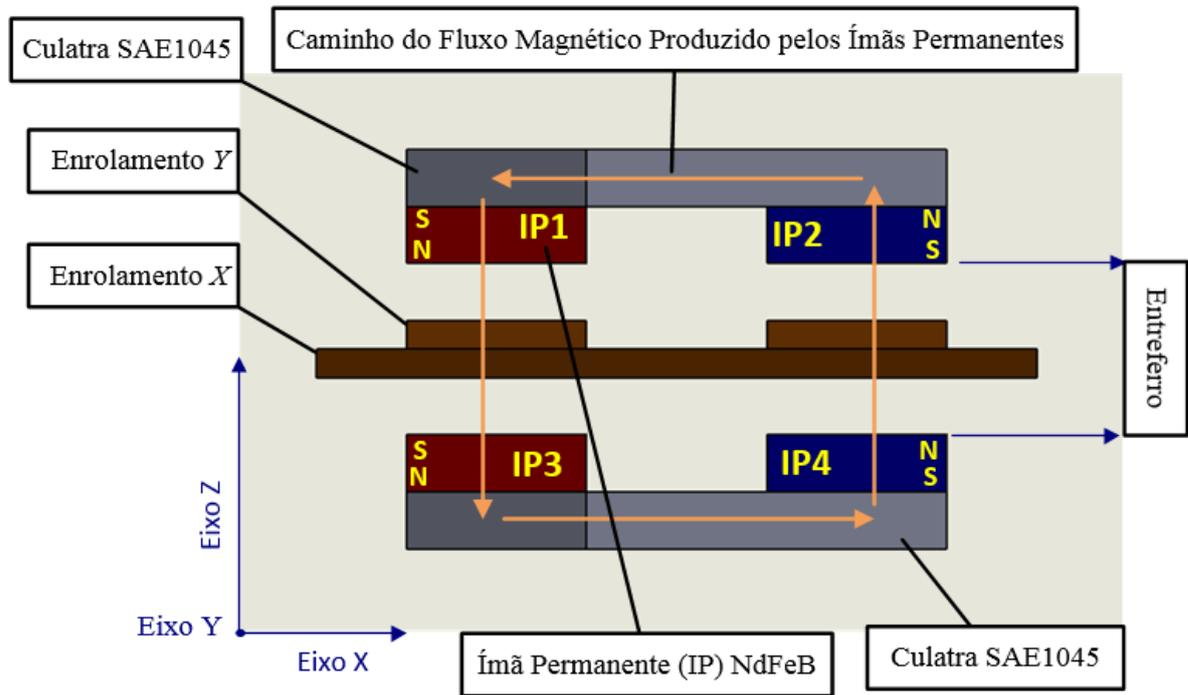 Culatra SAE1045
Caminho do Fluxo Magnético Produzido pelos Ímãs Permanentes
Enrolamento Y
Enrolamento X
S
N
IP1
IP2
N
S
Entreferro
S
N
IP3
IP4
N
S
Eixo Z
Eixo Y
Eixo X
Ímã Permanente (IP) NdFeB
Culatra SAE1045